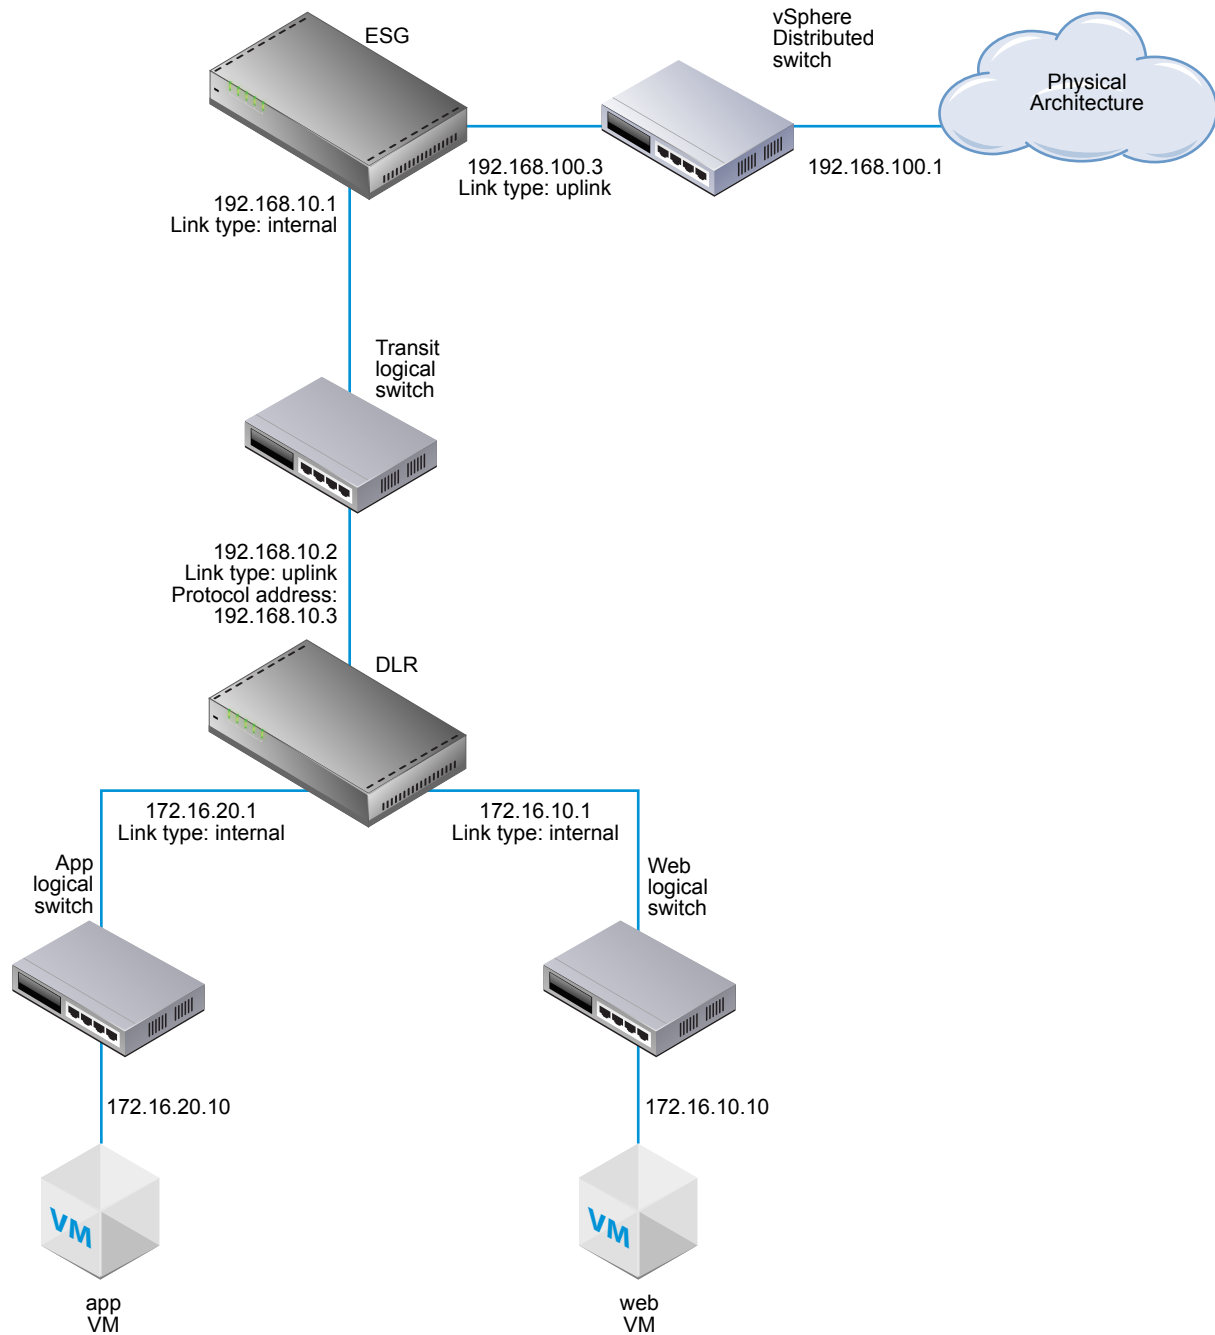 ESG
vSphere
Distributed
switch
Physical
Architecture
192.168.100.3
Link type: uplink
192.168.100.1
192.168.10.1
Link type: internal
Transit
logical
switch
192.168.10.2
Link type: uplink
Protocol address:
192.168.10.3
DLR
172.16.20.1
Link type: internal
172.16.10.1
Link type: internal
App
logical
switch
Web
logical
switch
172.16.20.10
172.16.10.10
VM
VM
app
VM
web
VM